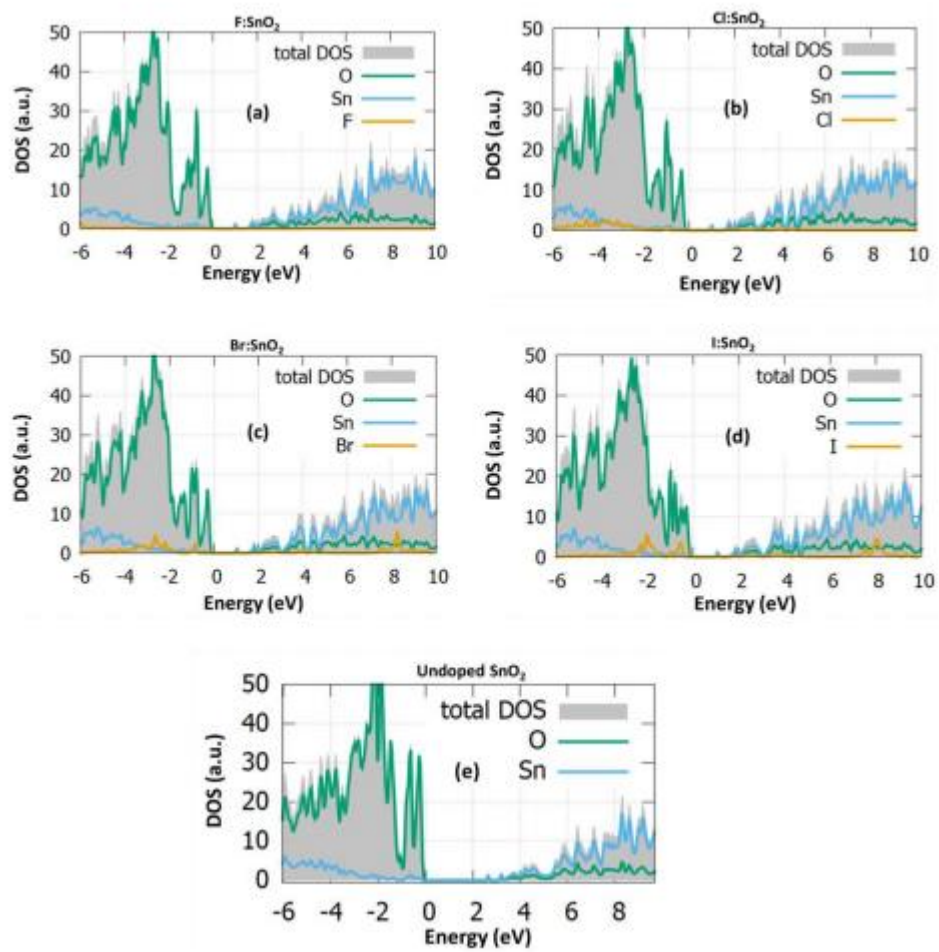 F:SnO₂
50
40
30
20
10
0
DOS (a.u.)
total DOS
O
Sn
F
(a)
-6 -4 -2 0 2 4 6 8 10
Energy (eV)
Cl:SnO₂
50
40
30
20
10
0
DOS (a.u.)
total DOS
O
Sn
Cl
(b)
-6 -4 -2 0 2 4 6 8 10
Energy (eV)
Br:SnO₂
50
40
30
20
10
0
DOS (a.u.)
total DOS
O
Sn
Br
(c)
-6 -4 -2 0 2 4 6 8 10
Energy (eV)
I:SnO₂
50
40
30
20
10
0
DOS (a.u.)
total DOS
O
Sn
I
(d)
-6 -4 -2 0 2 4 6 8 10
Energy (eV)
Undoped SnO₂
50
40
30
20
10
0
DOS (a.u.)
total DOS
O
Sn
(e)
-6 -4 -2 0 2 4 6 8
Energy (eV)